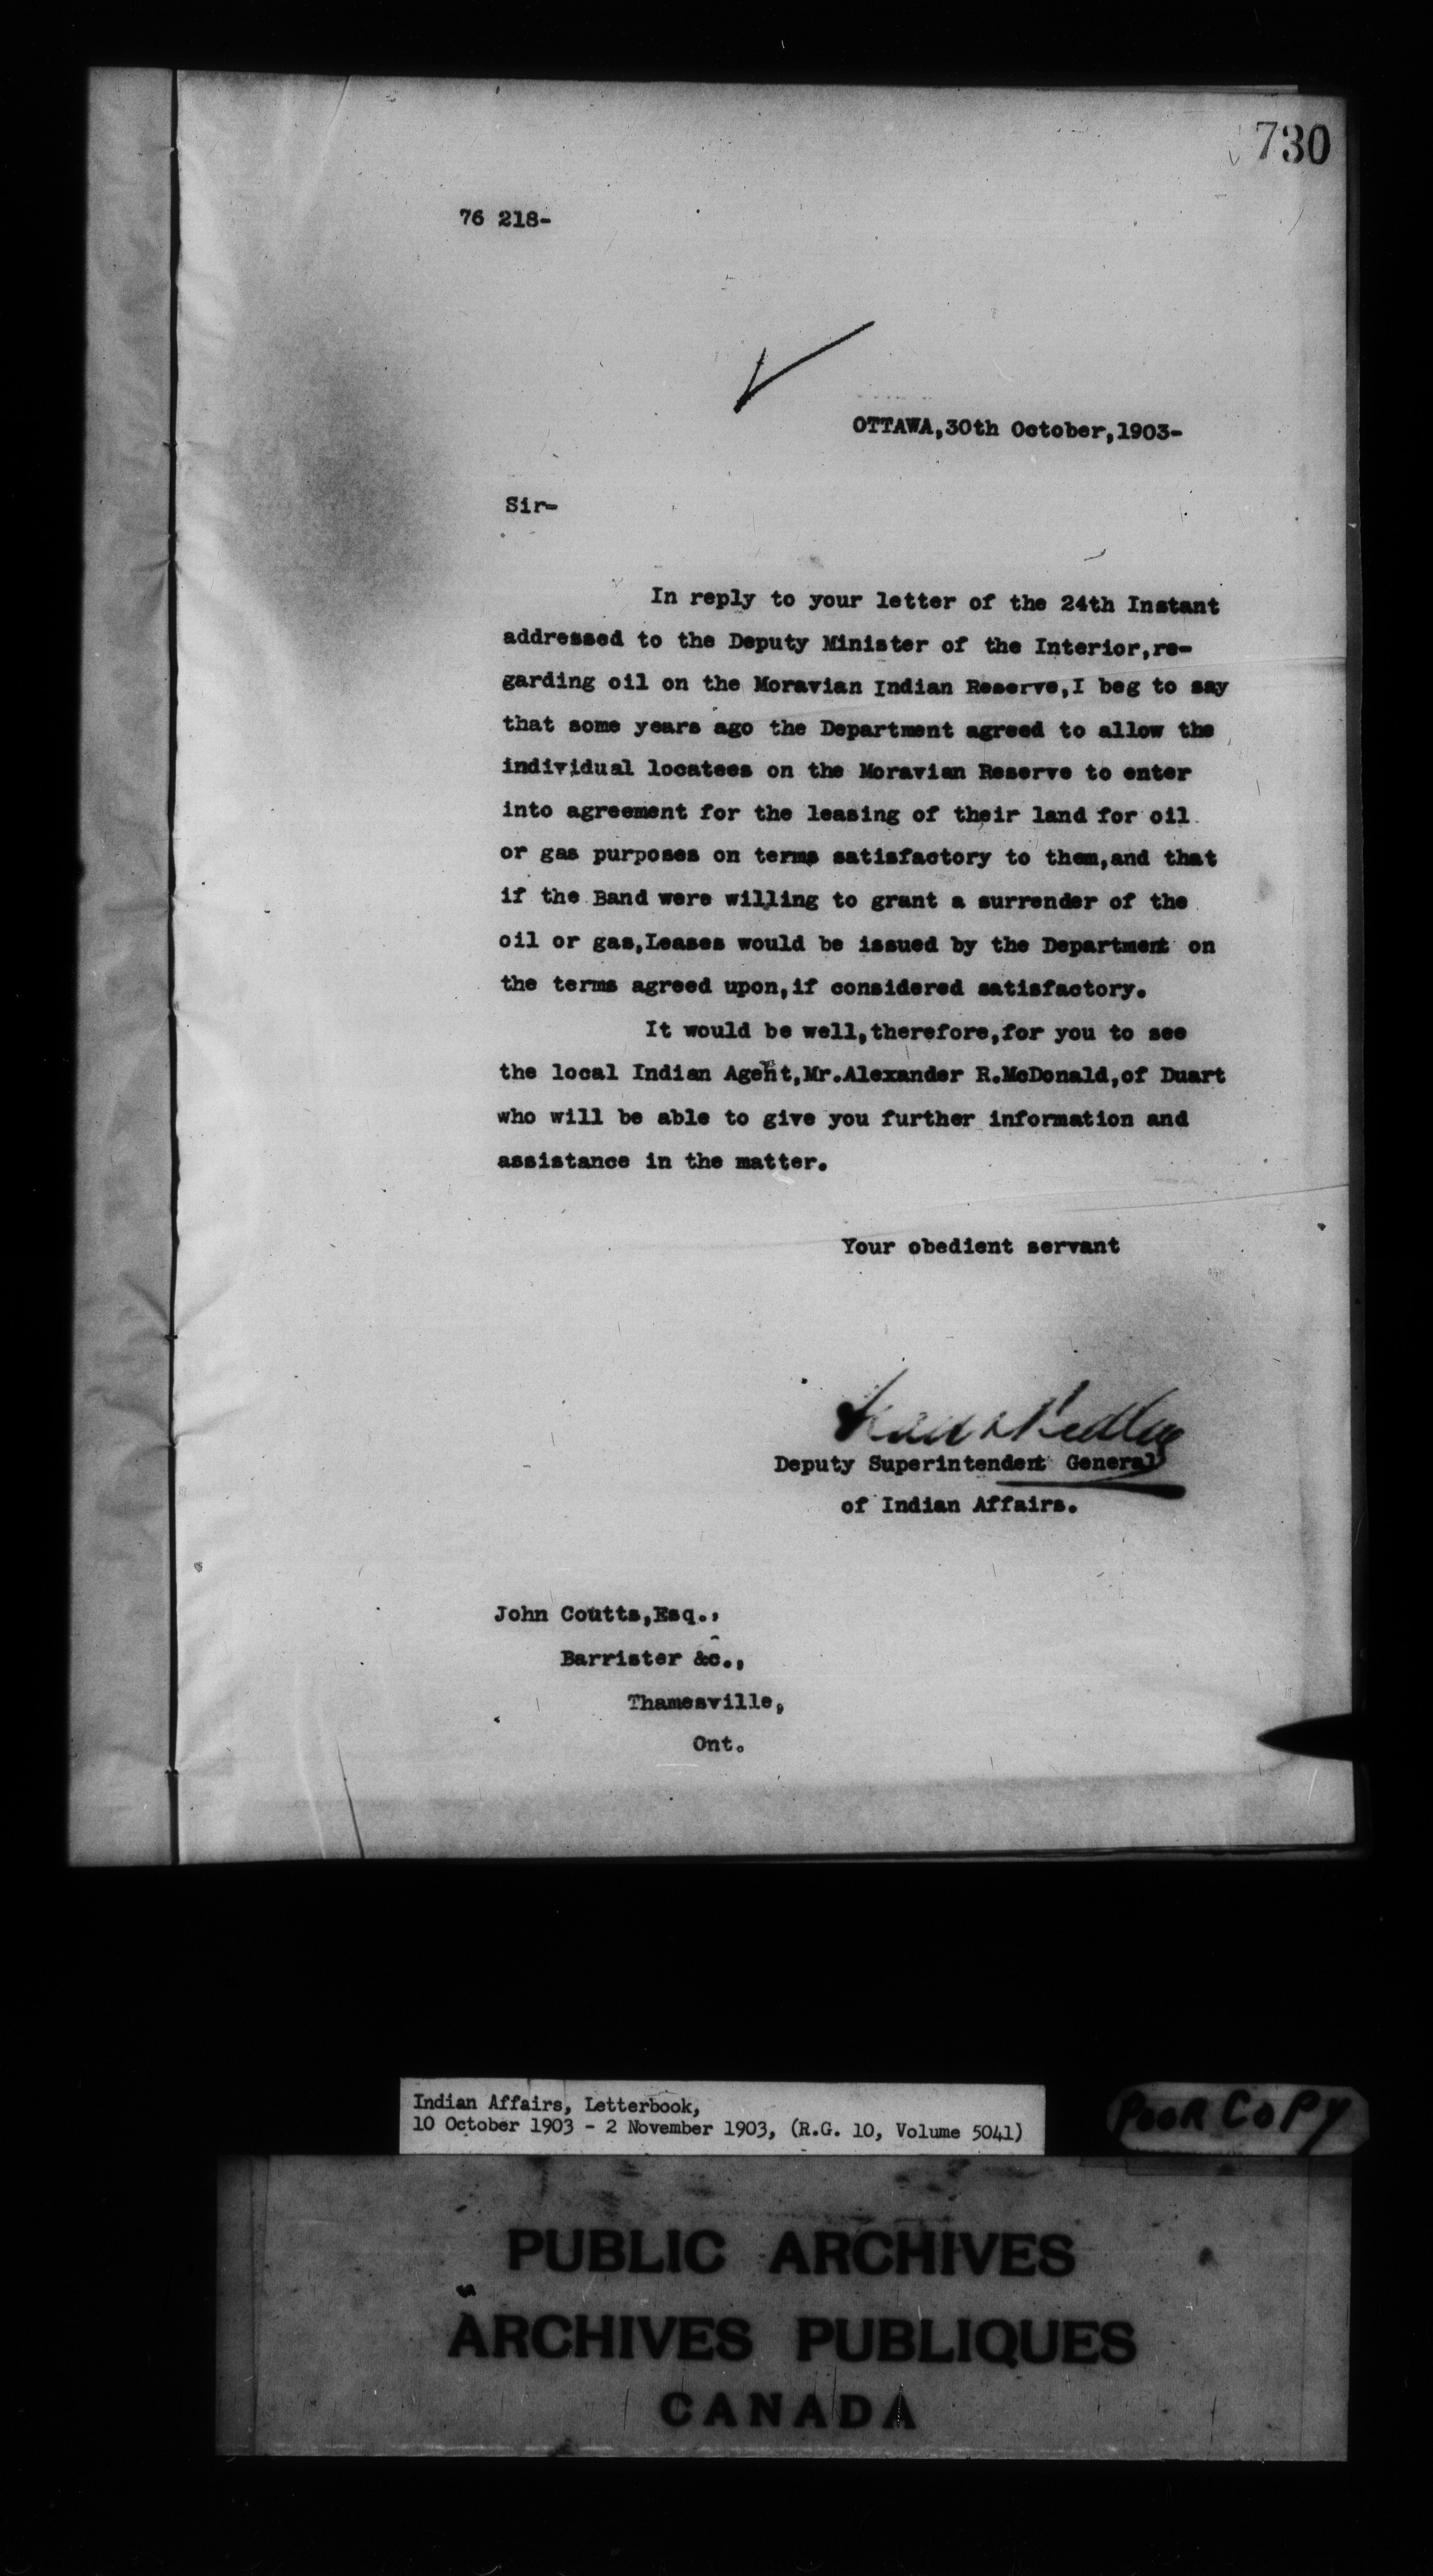 730
76 218-
OTTAWA,30th October,1903-
Sir-
In reply to your letter of the 24th Instant
addressed to the Deputy Minister of the Interior,re-
garding oil on the Moravian Indian Reserve,I beg to say
that some years ago the Department agreed to allow the
individual locatees on the Moravian Reserve to enter
into agreement for the leasing of their land for oil
or gas purposes on terms satisfactory to them,and that
if the Band were willing to grant a surrender of the
oil or gas,Leases would be issued by the Department on
the terms agreed upon,if considered satisfactory.
It would be well,therefore,for you to see
the local Indian Agent,Mr.Alexander R.McDonald,of Duart
who will be able to give you further information and
assistance in the matter.
Your obedient servant
Frank Pedley
Deputy Superintendent General
of Indian Affairs.
John Coutts,Esq.,
Barrister &c.,
Thamesville,
Ont.
Indian Affairs, Letterbook,
10 October 1903 - 2 November 1903, (R.G. 10, Volume 5041)
POOR COPY
PUBLIC ARCHIVES
ARCHIVES PUBLIQUES
CANADA